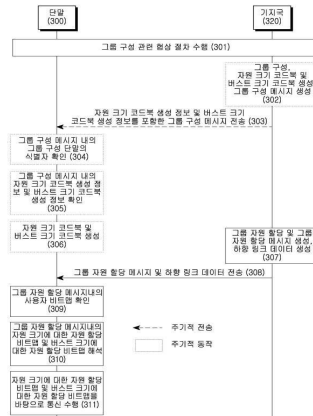 단말
(300)
기지국
(320)
그룹 구성 관련 협상 절차 수행 (301)
그룹 구성,
자원 크기 코드북 및
버스트 크기 코드북 생성
그룹 구성 메시지 생성
(302)
자원 크기 코드북 생성 정보 및 버스트 크기
코드북 생성 정보를 포함한 그룹 구성 메시지 전송 (303)
그룹 구성 메시지 내의
그룹 구성 단말의
식별자 확인 (304)
그룹 구성 메시지 내의
자원 크기 코드북 생성 정
보 및 버스트 크기 코드북
생성 정보 확인
(305)
자원 크기 코드북 및
버스트 크기 코드북 생성
(306)
그룹 자원 할당 및 그룹
자원 할당 메시지 생성,
하향 링크 데이터 생성
(307)
그룹 자원 할당 메시지 및 하향 링크 데이터 전송 (308)
그룹 자원 할당 메시지내의
사용자 비트맵 확인
(309)
그룹 자원 할당 메시지내의
자원 크기에 대한 자원 할당
비트맵 및 버스트 크기에
대한 자원 할당 비트맵 해석
(310)
자원 크기에 대한 자원 할당
비트맵 및 버스트 크기에
대한 자원 할당 비트맵을
바탕으로 통신 수행 (311)
주기적 전송
주기적 동작